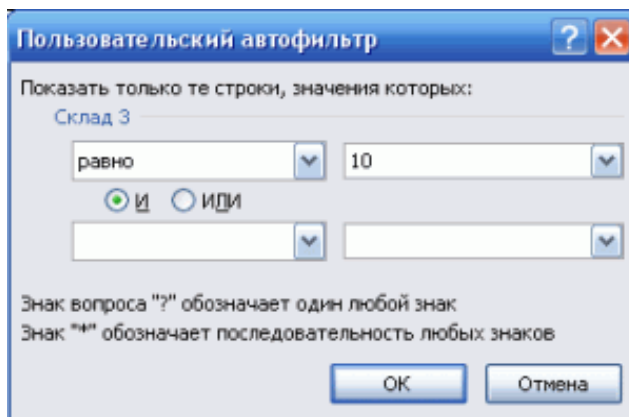 Пользовательский автофильтр
Показать только те строки, значения которых:
Склад 3
равно 10
И ИЛИ
Знак вопроса "?" обозначает один любой знак
Знак "*" обозначает последовательность любых знаков
ОК Отмена